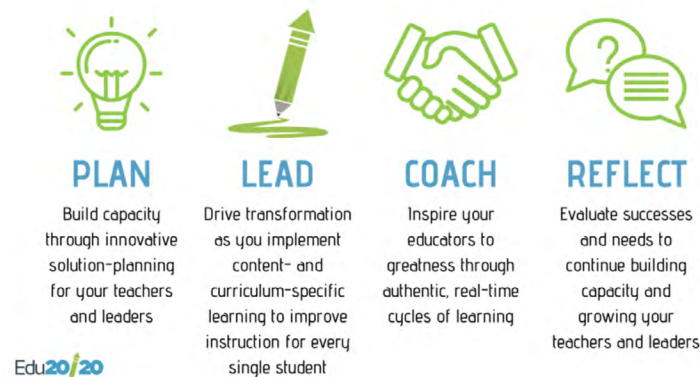 PLAN
Build capacity
through innovative
solution-planning
for your teachers
and leaders
LEAD
Drive transformation
as you implement
content- and
curriculum-specific
learning to improve
instruction for every
single student
COACH
Inspire your
educators to
greatness through
authentic, real-time
cycles of learning
REFLECT
Evaluate successes
and needs to
continue building
capacity and
growing your
teachers and leaders
Edu20/20
?